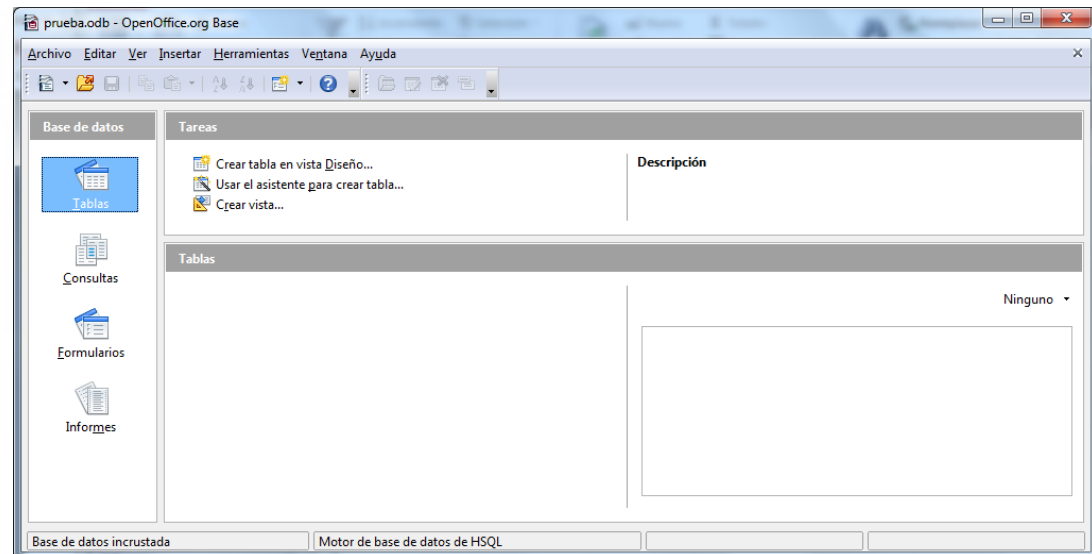 prueba.odb - OpenOffice.org Base
Archivo Editar Ver Insertar Herramientas Ventana Ayuda
Base de datos
Tareas
Tablas
Crear tabla en vista Diseño...
Usar el asistente para crear tabla...
Crear vista...
Descripción
Consultas
Formularios
Informes
Tablas
Ninguno
Base de datos incrustada
Motor de base de datos de HSQL